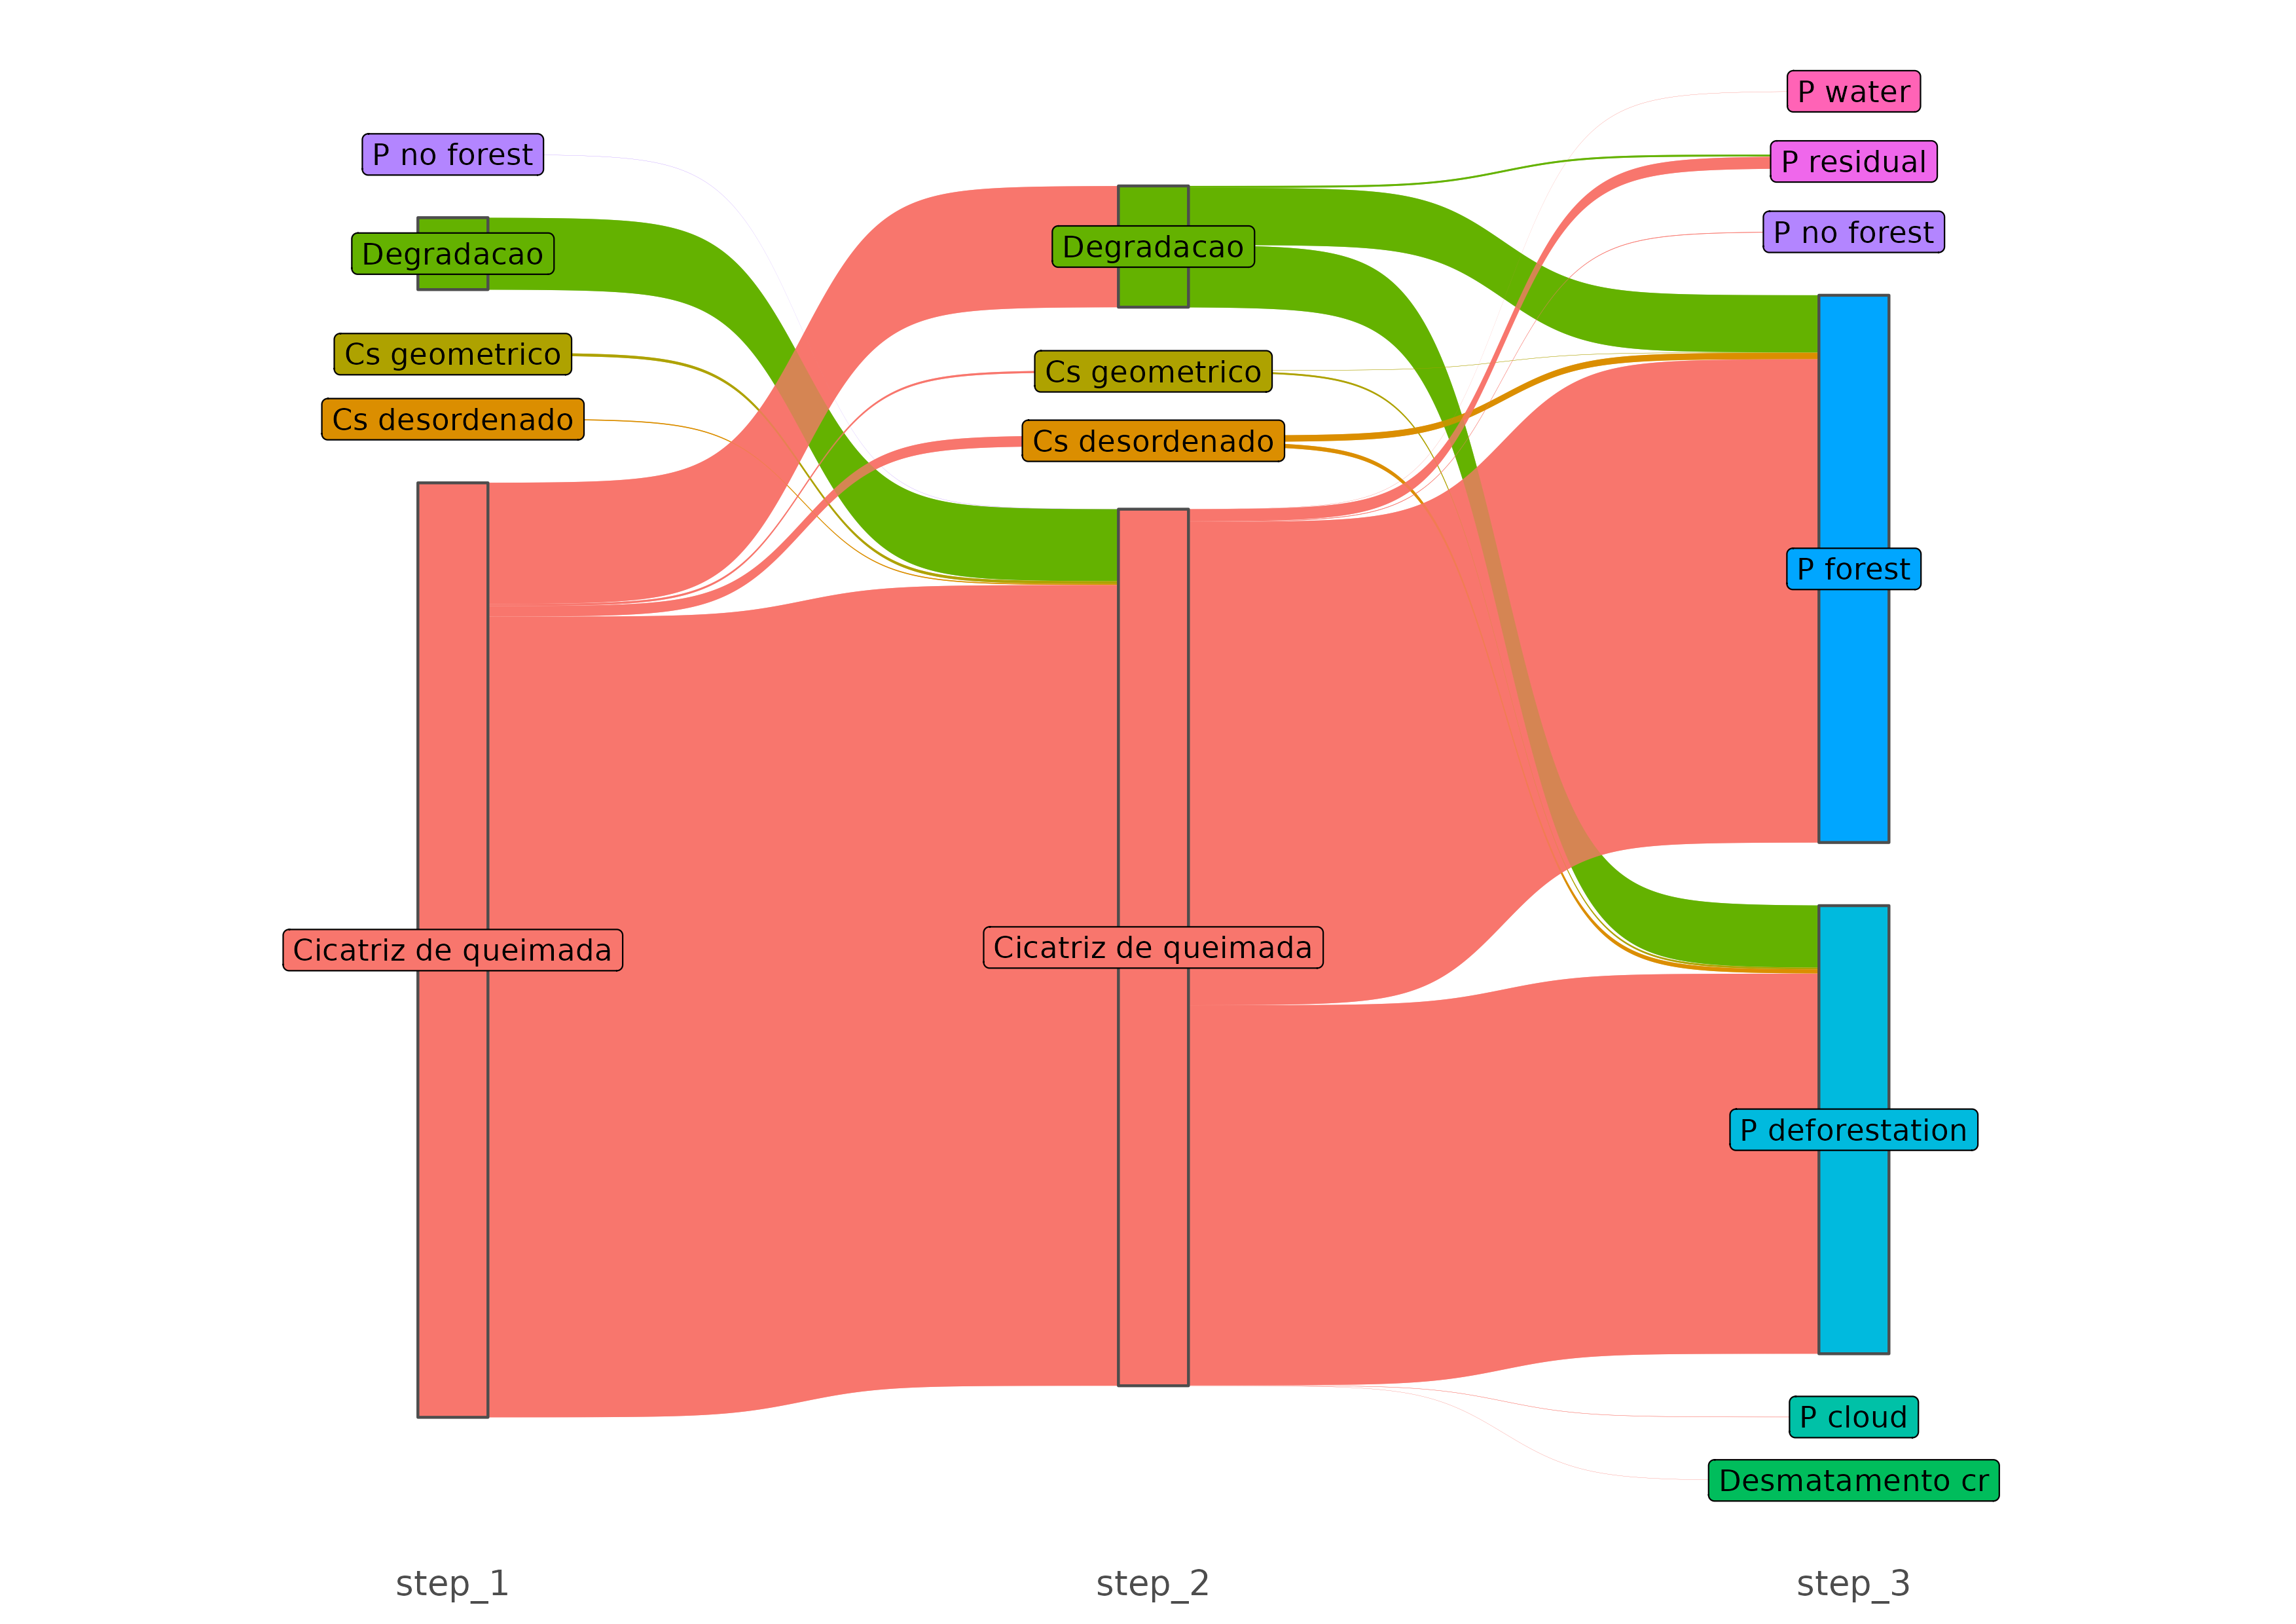 P no forest
Degradacao
Cs geometrico
Cs desordenado
Cicatriz de queimada
Degradacao
Cs geometrico
Cs desordenado
Cicatriz de queimada
P water
P residual
P no forest
P forest
P deforestation
P cloud
Desmatamento cr
step_1
step_2
step_3